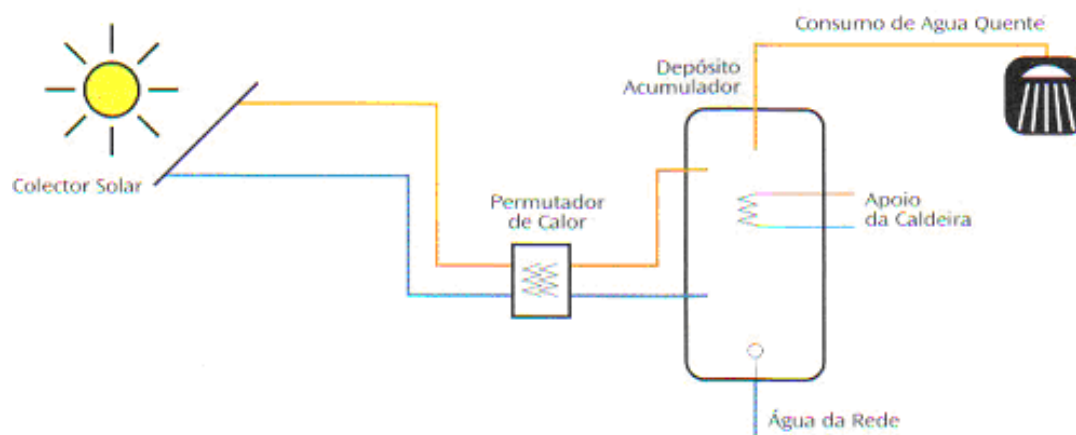 Consumo de Agua Quente
Depósito
Acumulador
Colector Solar
Permutador
de Calor
Apoio
da Caldeira
Água da Rede